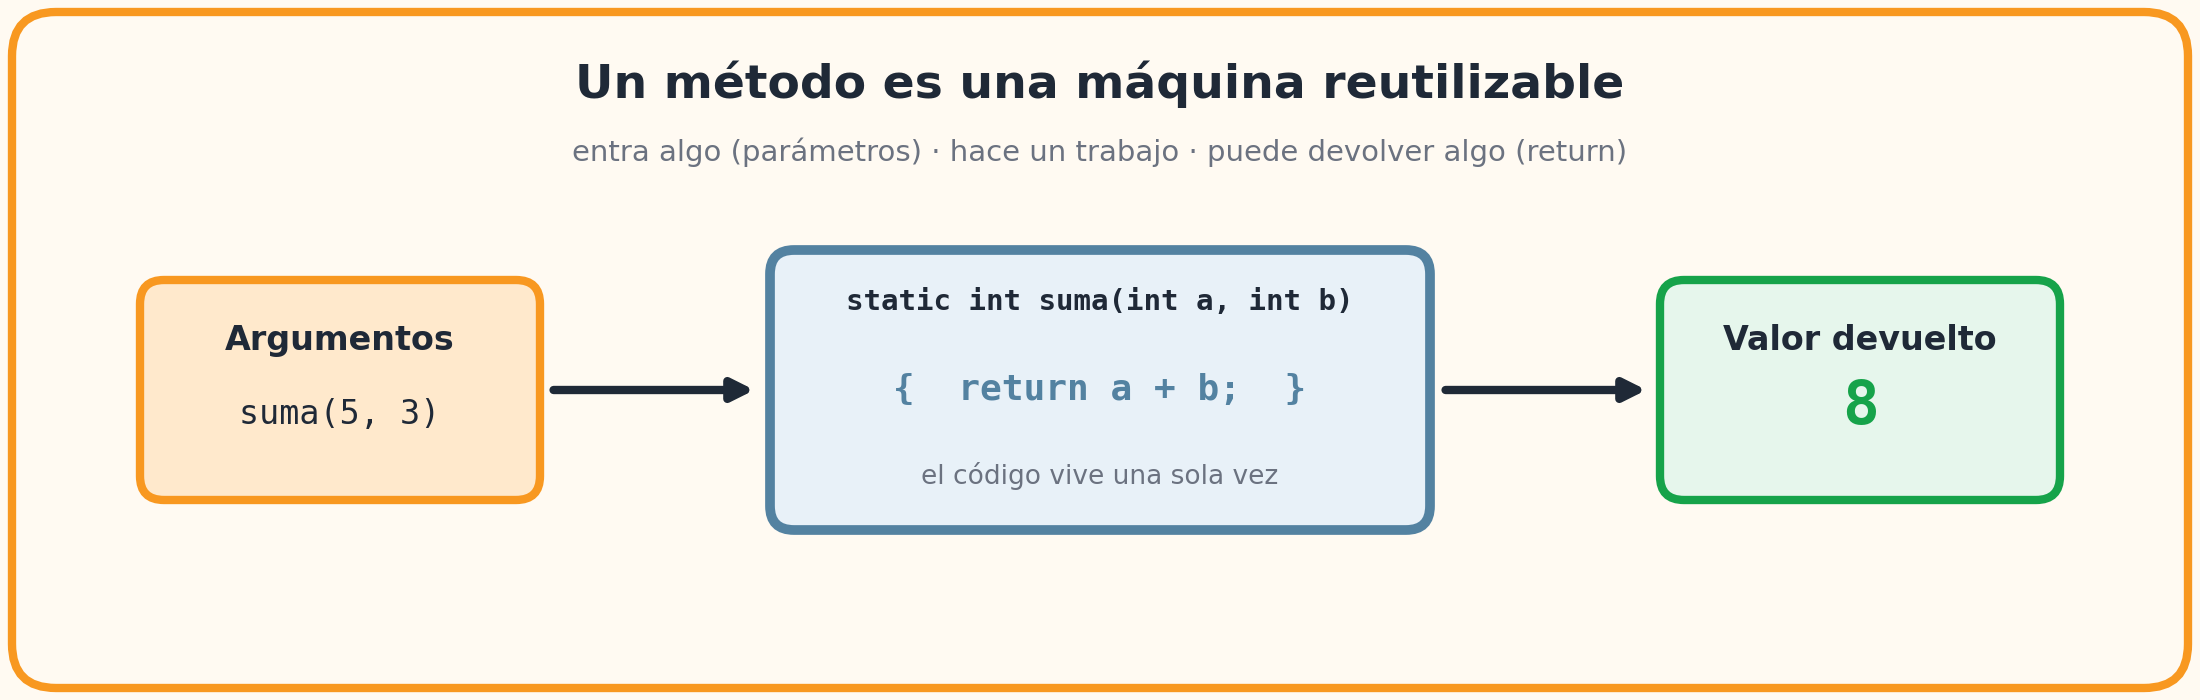 Un método es una máquina reutilizable
entra algo (parámetros) · hace un trabajo · puede devolver algo (return)
Argumentos
suma(5, 3)
static int suma(int a, int b)
{  return a + b;  }
el código vive una sola vez
Valor devuelto
8